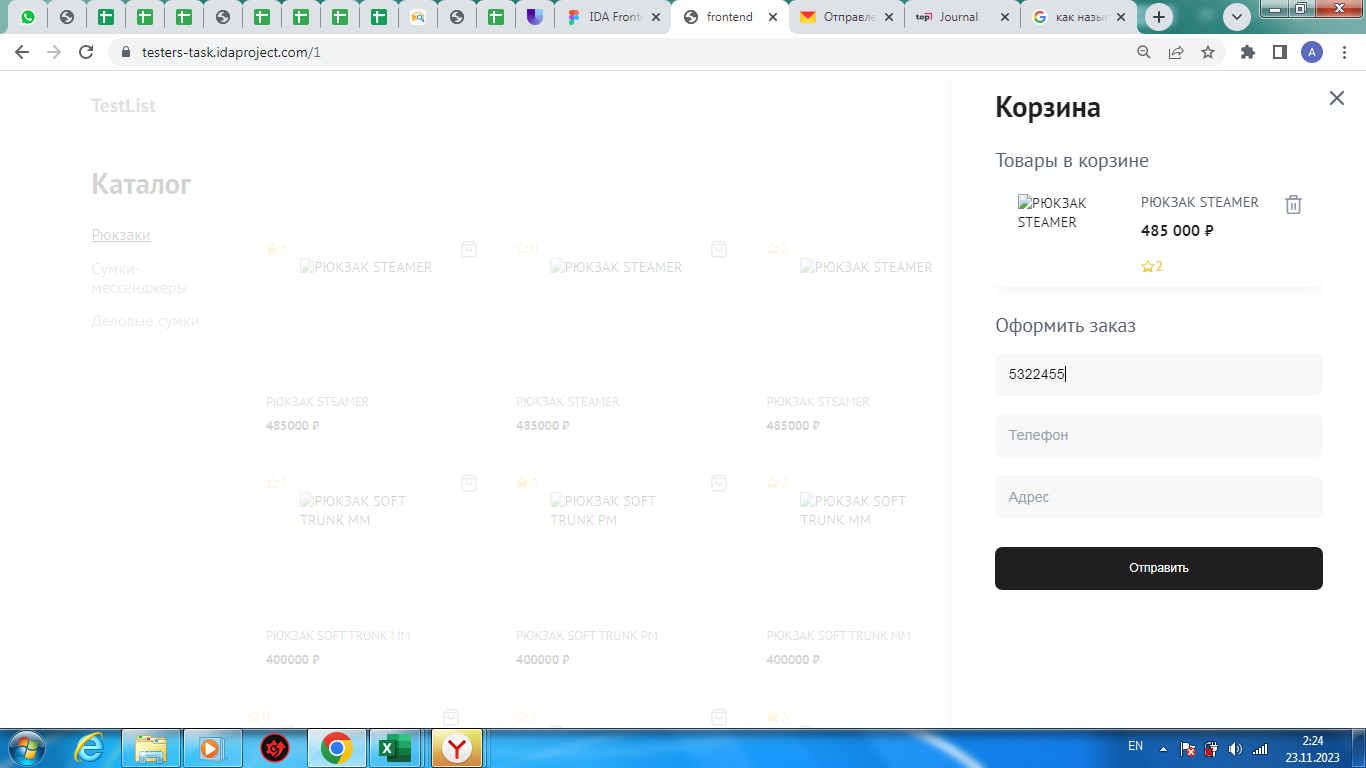 IDA Front
frontend
Отправле
top1 Journal
как назы
testers-task.idaproject.com/1
A
TestList
Каталог
Рюкзаки
Сумки-
мессенджеры
Деловые сумки
3
РЮКЗАК STEAMER
РЮКЗАК STEAMER
485000 ₽
0
РЮКЗАК STEAMER
РЮКЗАК STEAMER
485000 ₽
2
РЮКЗАК STEAMER
РЮКЗАК STEAMER
485000 ₽
1
РЮКЗАК SOFT
TRUNK MM
РЮКЗАК SOFT TRUNK MM
400000 ₽
3
РЮКЗАК SOFT
TRUNK PM
РЮКЗАК SOFT TRUNK PM
400000 ₽
2
РЮКЗАК SOFT
TRUNK MM
РЮКЗАК SOFT TRUNK MM
400000 ₽
0
1
3
Корзина
Товары в корзине
РЮКЗАК
STEAMER
РЮКЗАК STEAMER
485 000 ₽
2
Оформить заказ
5322455
Телефон
Адрес
Отправить
EN
2:24
23.11.2023